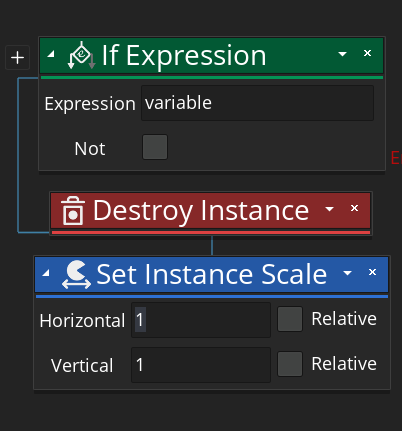 If Expression
Expression variable
Not
E
Destroy Instance
Set Instance Scale
Horizontal 1 Relative
Vertical 1 Relative